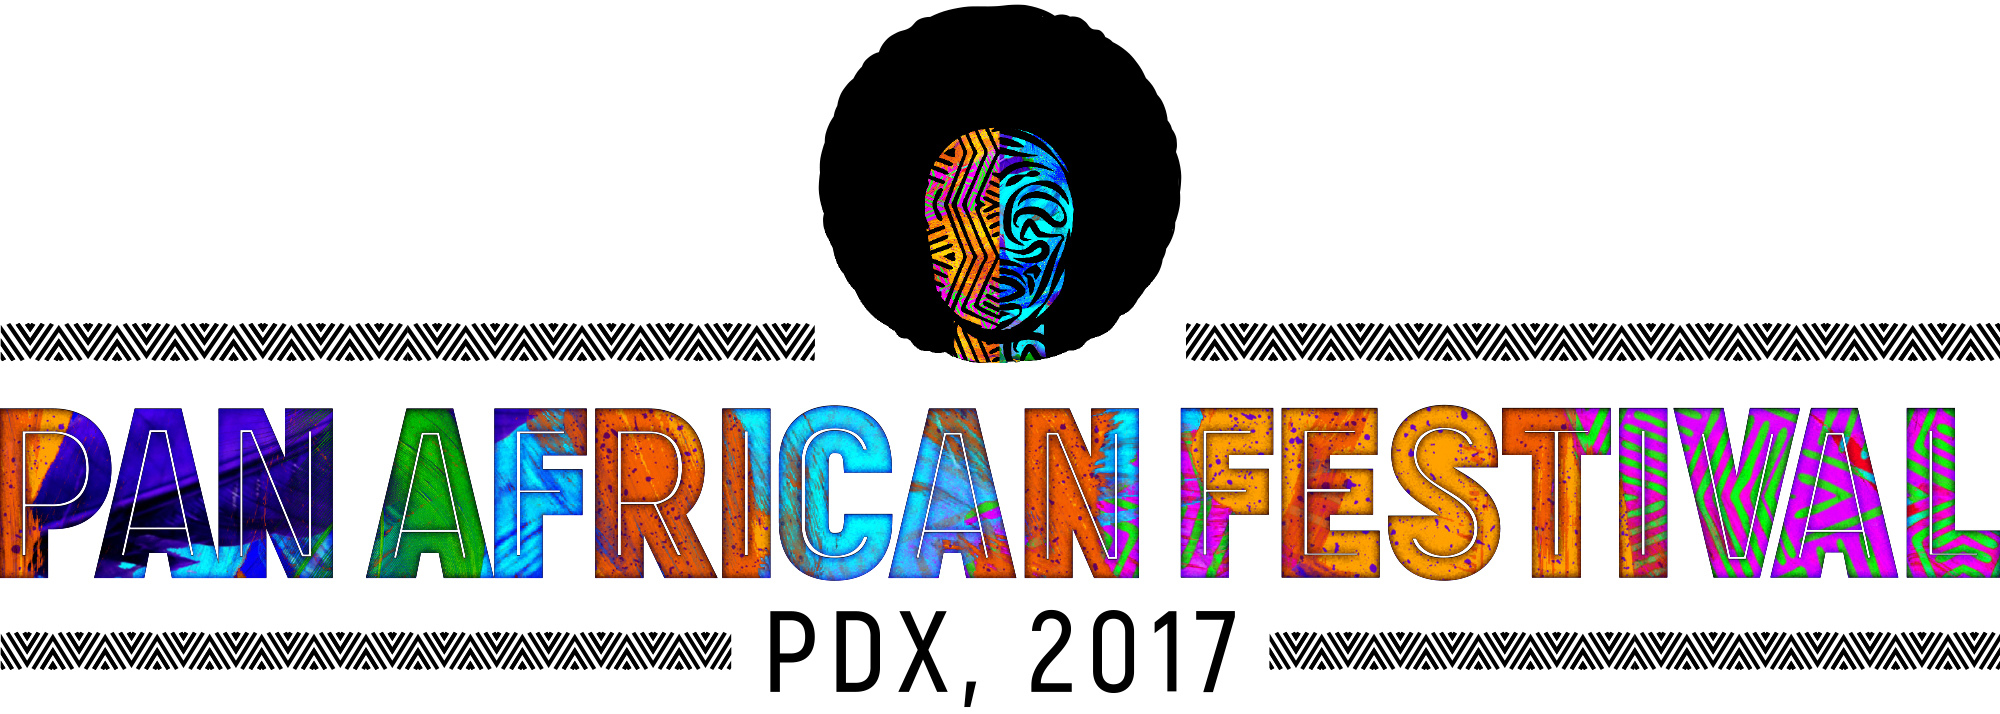 PAN AFRICAN FESTIVAL
PDX, 2017